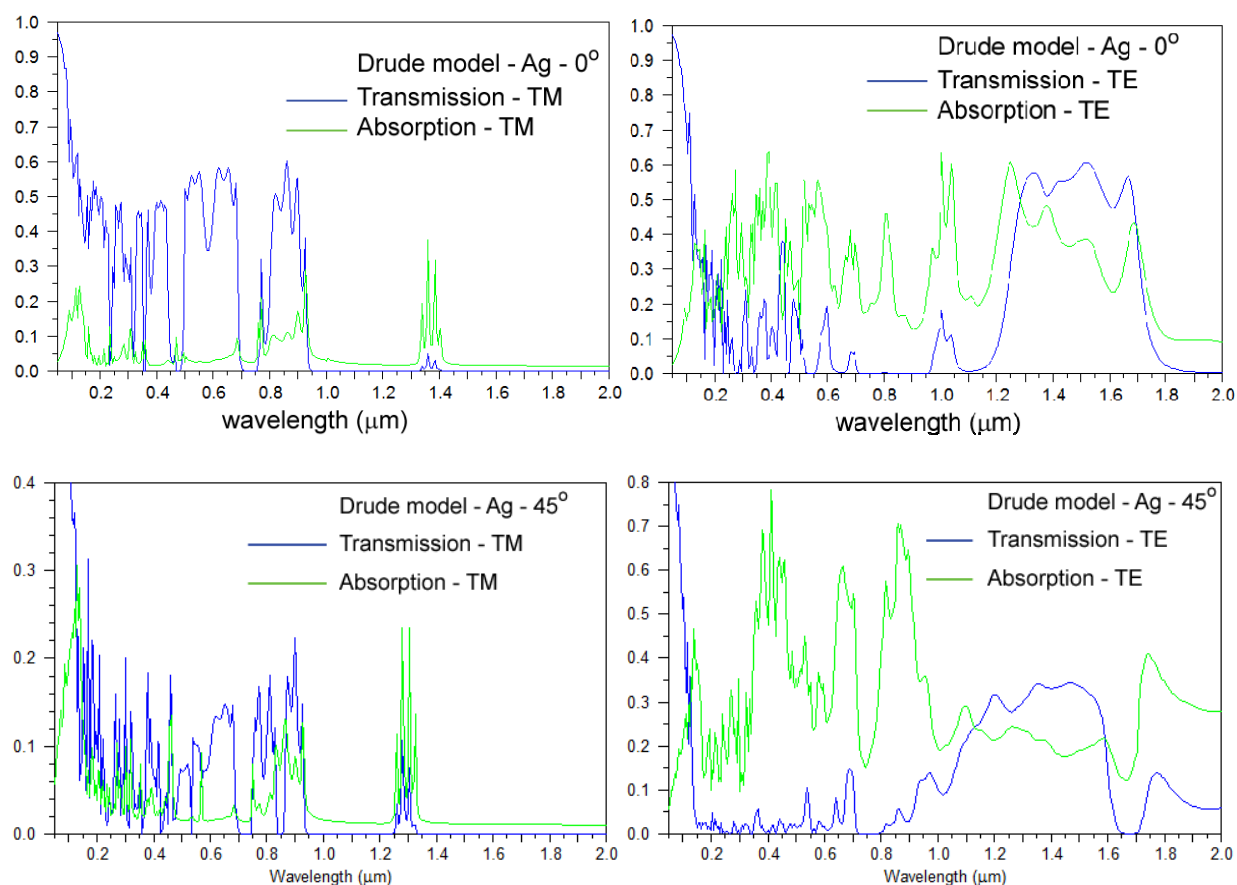 1.0
0.9
0.8
0.7
0.6
0.5
0.4
0.3
0.2
0.1
0.0
Drude model - Ag - 0°
Transmission - TM
Absorption - TM
0.2 0.4 0.6 0.8 1.0 1.2 1.4 1.6 1.8 2.0
wavelength (μm)
1.0
0.9
0.8
0.7
0.6
0.5
0.4
0.3
0.2
0.1
0.0
Drude model - Ag - 0°
Transmission - TE
Absorption - TE
0.2 0.4 0.6 0.8 1.0 1.2 1.4 1.6 1.8 2.0
wavelength (μm)
0.4
0.3
0.2
0.1
0.0
Drude model - Ag - 45°
Transmission - TM
Absorption - TM
0.2 0.4 0.6 0.8 1.0 1.2 1.4 1.6 1.8 2.0
Wavelength (μm)
0.8
0.7
0.6
0.5
0.4
0.3
0.2
0.1
0.0
Drude model - Ag - 45°
Transmission - TE
Absorption - TE
0.2 0.4 0.6 0.8 1.0 1.2 1.4 1.6 1.8 2.0
Wavelength (μm)